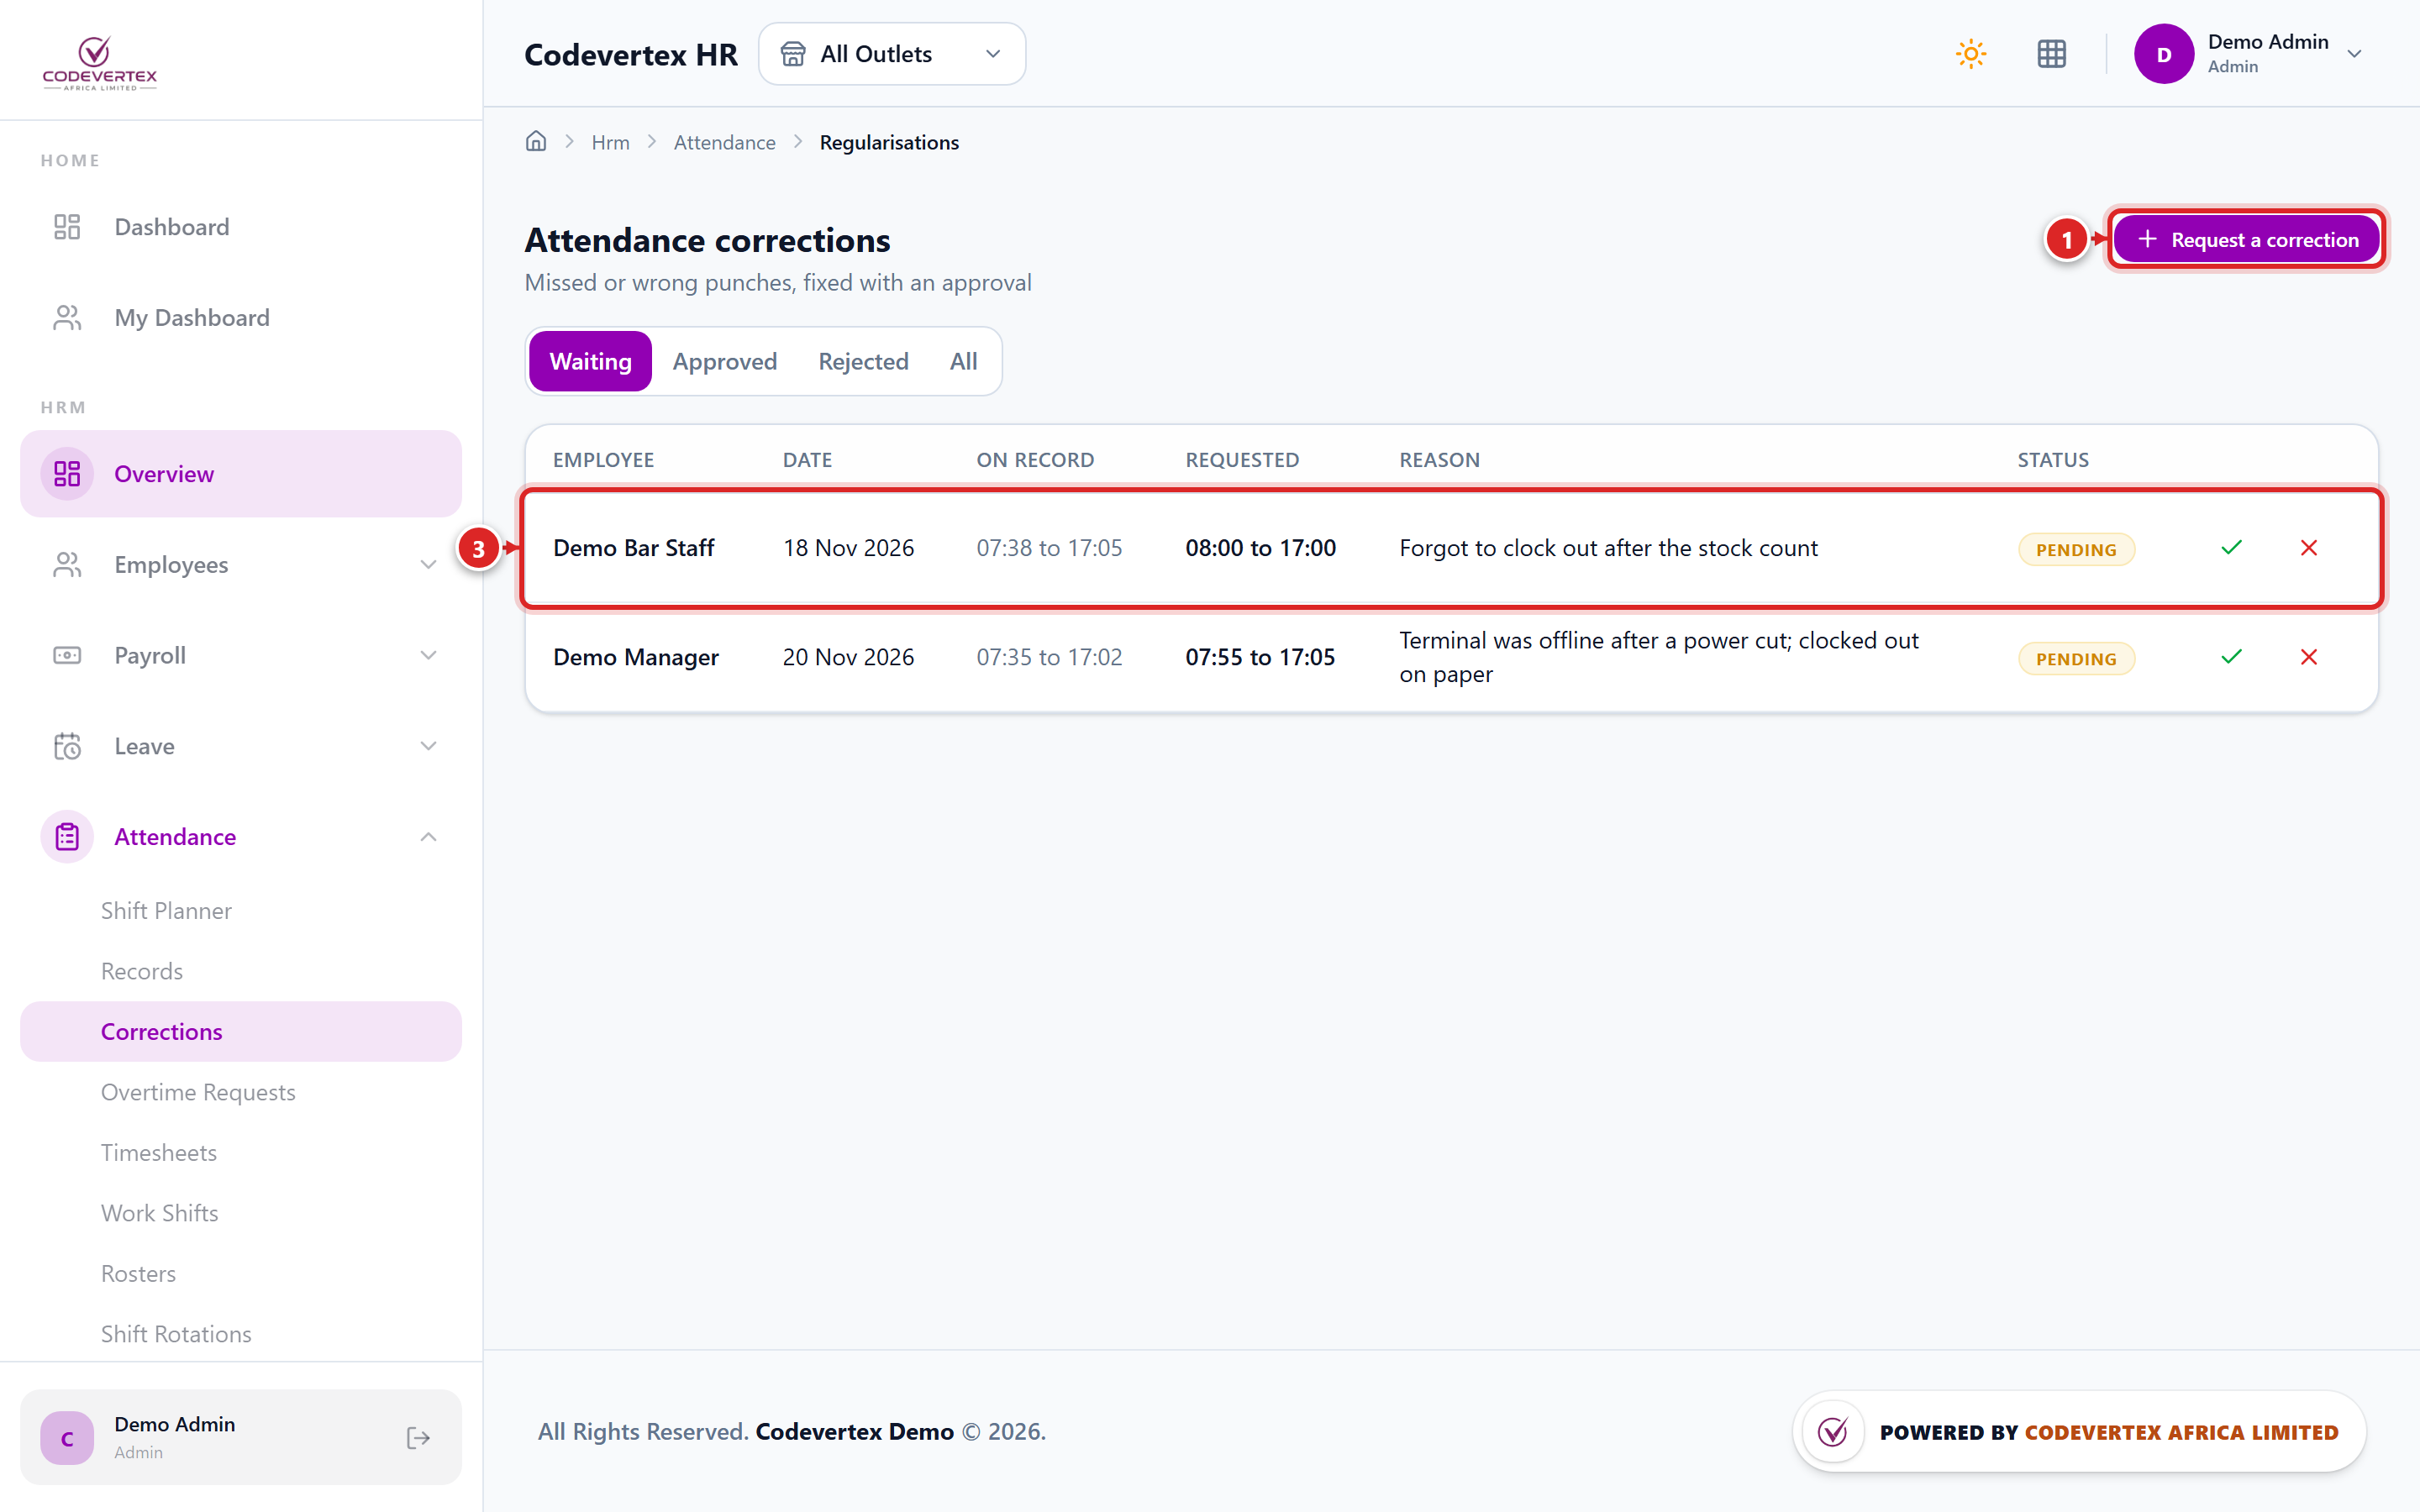 CODEVERTEX
AFRICA LIMITED
HOME
Dashboard
My Dashboard
HRM
Overview
Employees
Payroll
Leave
Attendance
Shift Planner
Records
Corrections
Overtime Requests
Timesheets
Work Shifts
Rosters
Shift Rotations
C
Demo Admin
Admin
Codevertex HR
All Outlets
D
Demo Admin
Admin
Hrm
Attendance
Regularisations
Attendance corrections
Missed or wrong punches, fixed with an approval
1
Request a correction
Waiting
Approved
Rejected
All
EMPLOYEE DATE ON RECORD REQUESTED REASON STATUS
3
Demo Bar Staff 18 Nov 2026 07:38 to 17:05 08:00 to 17:00 Forgot to clock out after the stock count PENDING
Demo Manager 20 Nov 2026 07:35 to 17:02 07:55 to 17:05 Terminal was offline after a power cut; clocked out PENDING
on paper
All Rights Reserved. Codevertex Demo © 2026.
POWERED BY CODEVERTEX AFRICA LIMITED